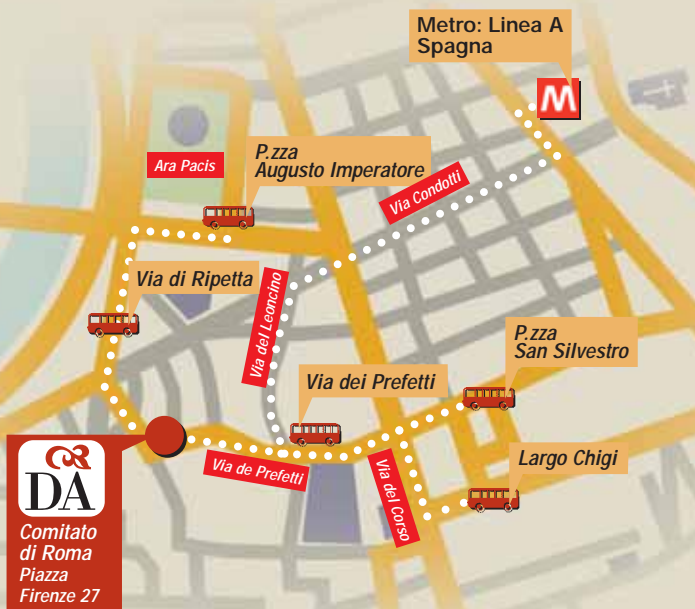 Metro: Linea A
Spagna
M
Ara Pacis
P.zza
Augusto Imperatore
Via Condotti
Via di Ripetta
Via del Leoncino
P.zza
San Silvestro
Via dei Prefetti
Via de Prefetti
Via del Corso
Largo Chigi
DA
Comitato
di Roma
Piazza
Firenze 27